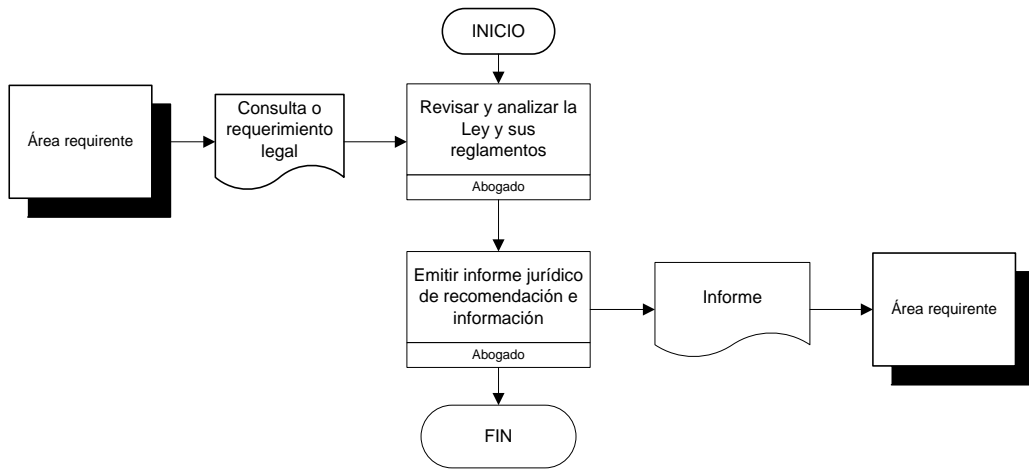 INICIO
Área requirente
Consulta o
requerimiento
legal
Revisar y analizar la
Ley y sus
reglamentos
Abogado
Emitir informe jurídico
de recomendación e
información
Abogado
Informe
Área requirente
FIN